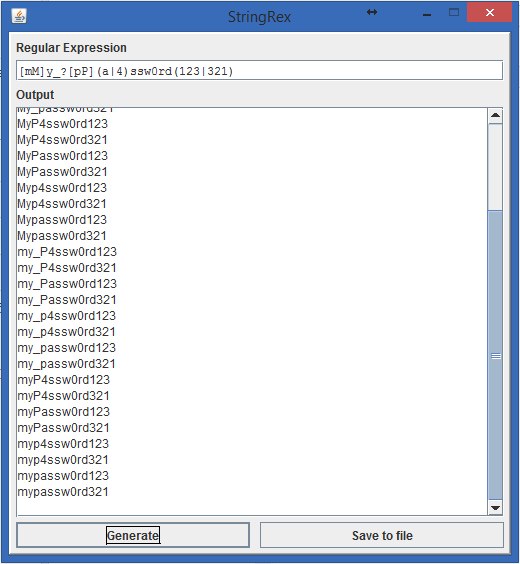 StringRex
Regular Expression
[mM]y_?[pP](a|4)ssw0rd(123|321)
Output
My_passw0rd321
MyP4ssw0rd123
MyP4ssw0rd321
MyPassw0rd123
MyPassw0rd321
Myp4ssw0rd123
Myp4ssw0rd321
Mypassw0rd123
Mypassw0rd321
my_P4ssw0rd123
my_P4ssw0rd321
my_Passw0rd123
my_Passw0rd321
my_p4ssw0rd123
my_p4ssw0rd321
my_passw0rd123
my_passw0rd321
myP4ssw0rd123
myP4ssw0rd321
myPassw0rd123
myPassw0rd321
myp4ssw0rd123
myp4ssw0rd321
mypassw0rd123
mypassw0rd321
Generate
Save to file